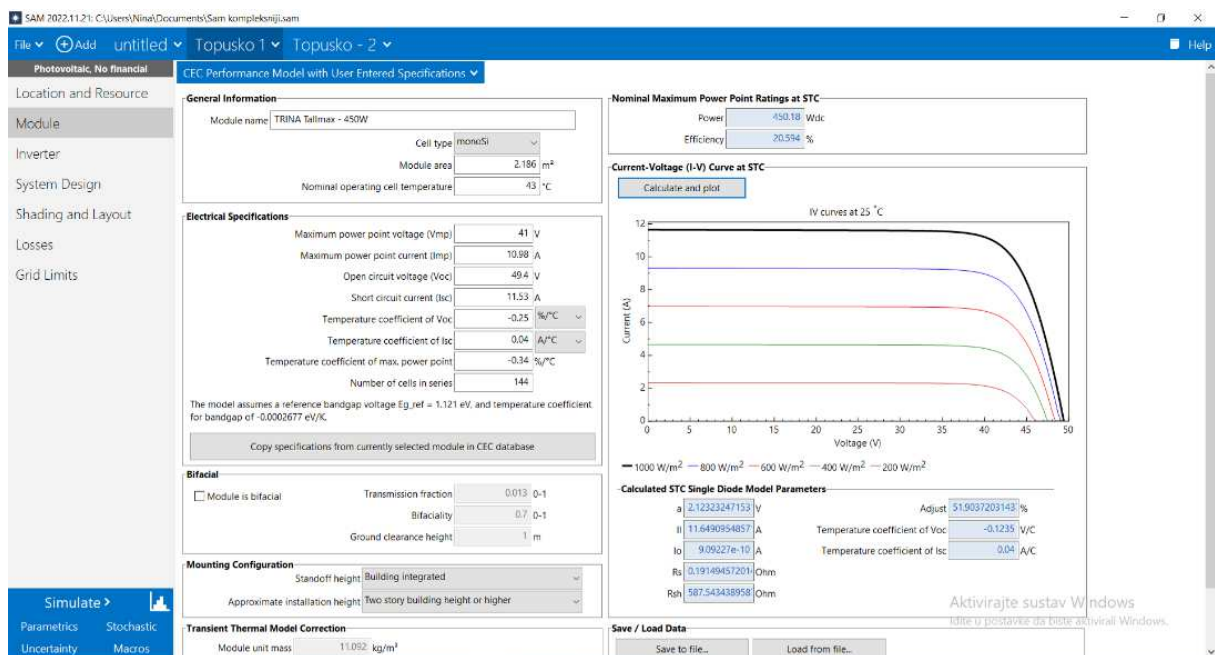 SAM 2022.11.21: C:\Users\Nina\Documents\Sam kompleksniji.sam
File Add untitled Topusko 1 Topusko - 2 Help
Photovoltaic, No financial
Location and Resource
Module
Inverter
System Design
Shading and Layout
Losses
Grid Limits
Simulate >
Parametrics Stochastic
Uncertainty Macros
CEC Performance Model with User Entered Specifications
General Information
Module name TRINA Tallmax - 450W
Cell type monoSi
Module area 2.186 m²
Nominal operating cell temperature 43 °C
Electrical Specifications
Maximum power point voltage (Vmp) 41 V
Maximum power point current (Imp) 10.98 A
Open circuit voltage (Voc) 49.4 V
Short circuit current (Isc) 11.53 A
Temperature coefficient of Voc -0.25 %/°C
Temperature coefficient of Isc 0.04 A/°C
Temperature coefficient of max. power point -0.34 %/°C
Number of cells in series 144
The model assumes a reference bandgap voltage Eg_ref = 1.121 eV, and temperature coefficient
for bandgap of -0.0002677 eV/K.
Copy specifications from currently selected module in CEC database
Bifacial
Module is bifacial
Transmission fraction 0.013 0-1
Bifaciality 0.7 0-1
Ground clearance height 1 m
Mounting Configuration
Standoff height Building integrated
Approximate installation height Two story building height or higher
Transient Thermal Model Correction
Module unit mass 11.092 kg/m²
Nominal Maximum Power Point Ratings at STC
Power 450.18 Wdc
Efficiency 20.594 %
Current-Voltage (I-V) Curve at STC
Calculate and plot
IV curves at 25 °C
Current (A)
12
10
8
6
4
2
0
0 5 10 15 20 25 30 35 40 45 50
Voltage (V)
1000 W/m² 800 W/m² 600 W/m² 400 W/m² 200 W/m²
Calculated STC Single Diode Model Parameters
a 2.12323247153 V
Il 11.6490954857 A
Io 9.09227e-10 A
Rs 0.19149457201 Ohm
Rsh 587.543438958 Ohm
Adjust 51.9037203143 %
Temperature coefficient of Voc -0.1235 V/C
Temperature coefficient of Isc 0.04 A/C
Save / Load Data
Save to file... Load from file...
Aktivirajte sustav Windows
Idite u postavke da biste aktivirali Windows.